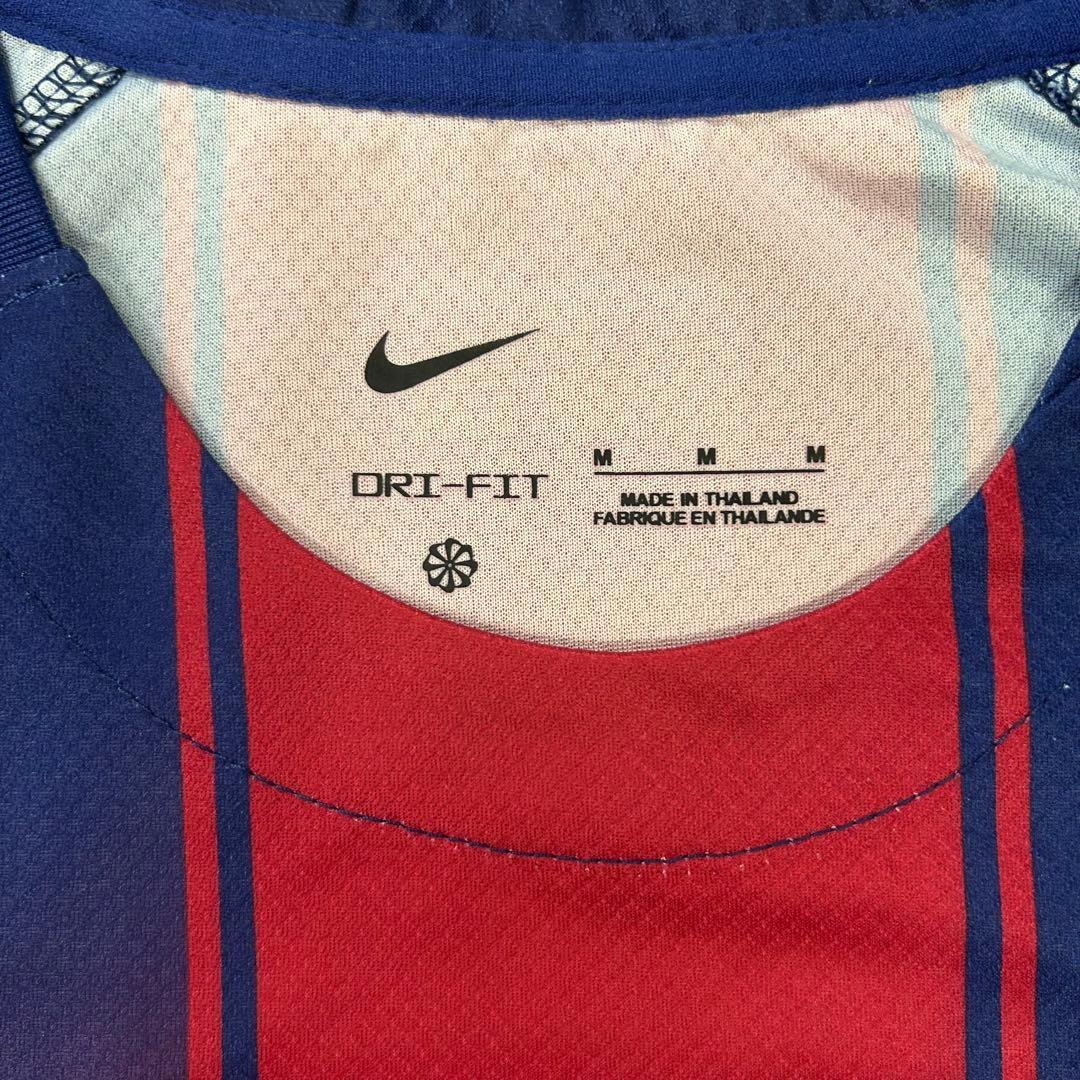 DRI-FIT
M M M
MADE IN THAILAND
FABRIQUE EN THAILANDE